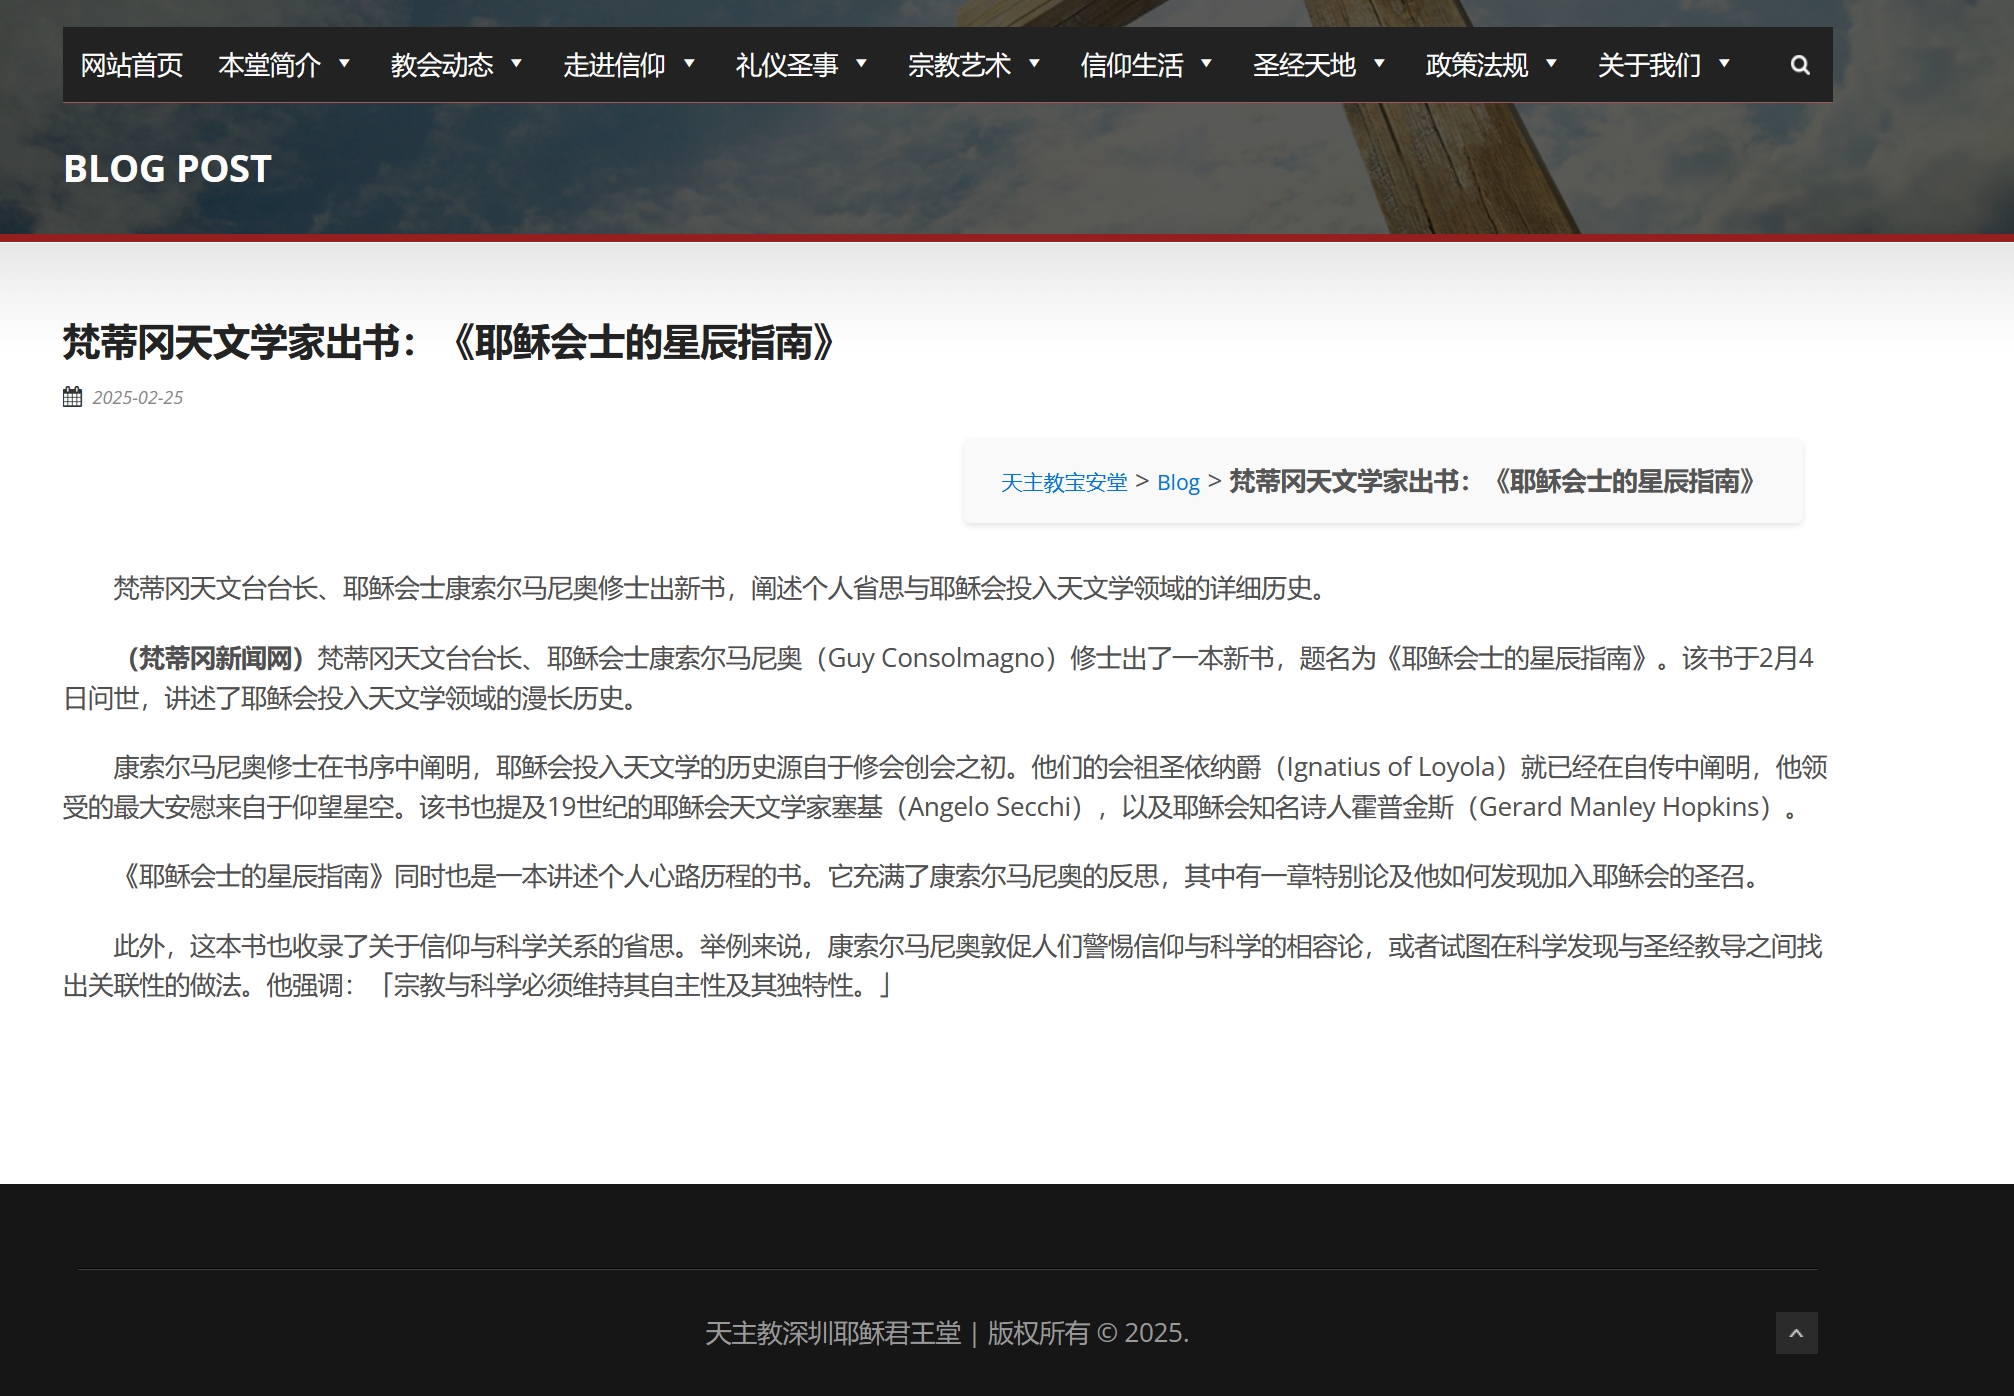 网站首页 本堂简介 教会动态 走进信仰 礼仪圣事 宗教艺术 信仰生活 圣经天地 政策法规 关于我们
BLOG POST
梵蒂冈天文学家出书：《耶稣会士的星辰指南》
2025-02-25
天主教宝安堂 > Blog > 梵蒂冈天文学家出书：《耶稣会士的星辰指南》
梵蒂冈天文台台长、耶稣会士康索尔马尼奥修士出新书，阐述个人省思与耶稣会投入天文学领域的详细历史。
（梵蒂冈新闻网）梵蒂冈天文台台长、耶稣会士康索尔马尼奥（Guy Consolmagno）修士出了一本新书，题名为《耶稣会士的星辰指南》。该书于2月4
日问世，讲述了耶稣会投入天文学领域的漫长历史。
康索尔马尼奥修士在书序中阐明，耶稣会投入天文学的历史源自于修会创会之初。他们的会祖圣依纳爵（Ignatius of Loyola）就已经在自传中阐明，他领
受的最大安慰来自于仰望星空。该书也提及19世纪的耶稣会天文学家塞基（Angelo Secchi），以及耶稣会知名诗人霍普金斯（Gerard Manley Hopkins）。
《耶稣会士的星辰指南》同时也是一本讲述个人心路历程的书。它充满了康索尔马尼奥的反思，其中有一章特别论及他如何发现加入耶稣会的圣召。
此外，这本书也收录了关于信仰与科学关系的省思。举例来说，康索尔马尼奥敦促人们警惕信仰与科学的相容论，或者试图在科学发现与圣经教导之间找
出关联性的做法。他强调：「宗教与科学必须维持其自主性及其独特性。」
天主教深圳耶稣君王堂 | 版权所有 © 2025.